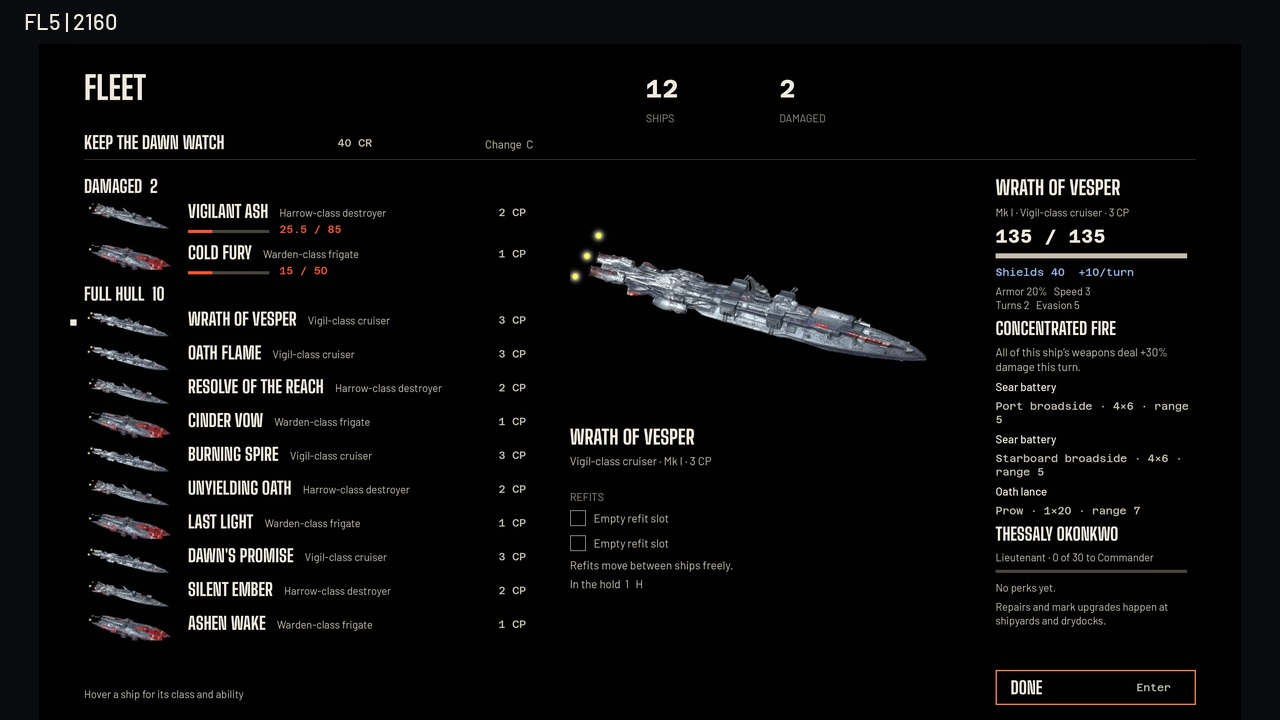 FL5|2160
FLEET
12
SHIPS
2
DAMAGED
KEEP THE DAWN WATCH
40 CR
Change C
DAMAGED 2
VIGILANT ASH Harrow-class destroyer 2 CP
25.5 / 85
COLD FURY Warden-class frigate 1 CP
15 / 50
FULL HULL 10
WRATH OF VESPER Vigil-class cruiser 3 CP
OATH FLAME Vigil-class cruiser 3 CP
RESOLVE OF THE REACH Harrow-class destroyer 2 CP
CINDER VOW Warden-class frigate 1 CP
BURNING SPIRE Vigil-class cruiser 3 CP
UNYIELDING OATH Harrow-class destroyer 2 CP
LAST LIGHT Warden-class frigate 1 CP
DAWN'S PROMISE Vigil-class cruiser 3 CP
SILENT EMBER Harrow-class destroyer 2 CP
ASHEN WAKE Warden-class frigate 1 CP
Hover a ship for its class and ability
WRATH OF VESPER
Vigil-class cruiser · Mk I · 3 CP
REFITS
Empty refit slot
Empty refit slot
Refits move between ships freely.
In the hold 1 H
WRATH OF VESPER
Mk I · Vigil-class cruiser · 3 CP
135 / 135
Shields 40 +10/turn
Armor 20% Speed 3
Turns 2 Evasion 5
CONCENTRATED FIRE
All of this ship's weapons deal +30%
damage this turn.
Sear battery
Port broadside · 4×6 · range
5
Sear battery
Starboard broadside · 4×6 ·
range 5
Oath lance
Prow · 1×20 · range 7
THESSALY OKONKWO
Lieutenant · 0 of 30 to Commander
No perks yet.
Repairs and mark upgrades happen at
shipyards and drydocks.
DONE Enter